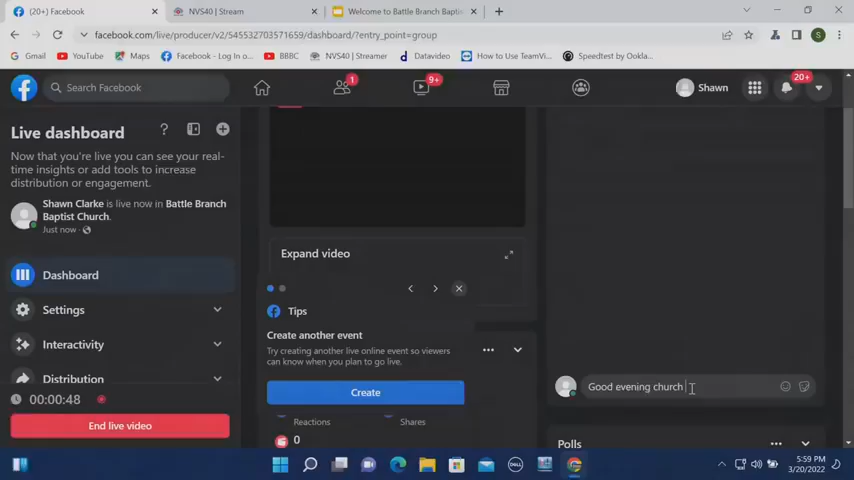 (20+) Facebook
NVS40 | Stream
Welcome to Battle Branch Bapti
facebook.com/live/producer/v2/545532703571659/dashboard/?entry_point=group
Gmail
YouTube
Maps
Facebook - Log In o...
BBBC
NVS40 | Streamer
Datavideo
How to Use TeamVi...
Speedtest by Ookla...
Search Facebook
1
9+
Shawn
20+
Live dashboard
Now that you're live you can see your real-
time insights or add tools to increase
distribution or engagement.
Shawn Clarke is live now in Battle Branch
Baptist Church.
Just now
Dashboard
Settings
Interactivity
Distribution
00:00:48
End live video
Expand video
Tips
Create another event
Try creating another live online event so viewers
can know when you plan to go live.
Create
Reactions
Shares
0
Good evening church
Polls
DELL
5:59 PM
3/20/2022
S